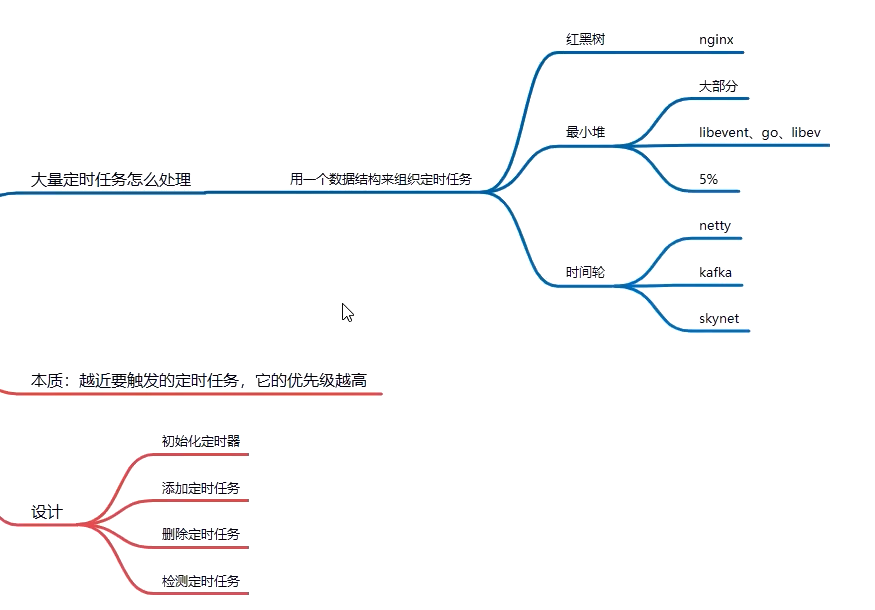 大量定时任务怎么处理
用一个数据结构来组织定时任务
红黑树
nginx
最小堆
大部分
libevent、go、libev
5%
时间轮
netty
kafka
skynet
本质：越近要触发的定时任务，它的优先级越高
设计
初始化定时器
添加定时任务
删除定时任务
检测定时任务